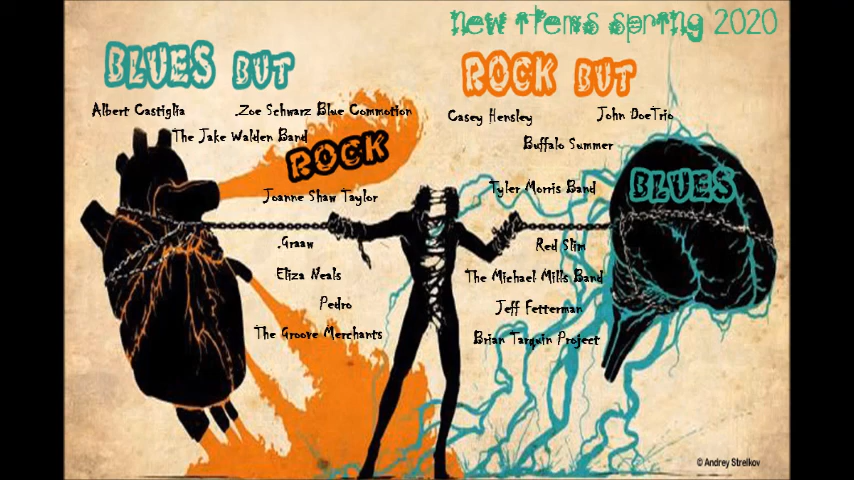 new items spring 2020
BLUES BUT
ROCK
Albert Castiglia
.Zoe Schwarz Blue Commotion
The Jake Walden Band
Joanne Shaw Taylor
.Graaw
Eliza Neals
Pedro
The Groove Merchants
ROCK BUT
BLUES
Casey Hensley
John DoeTrio
Buffalo Summer
Tyler Morris Band
Red Slim
The Michael Mills Band
Jeff Fetterman
Brian Tarquin Project
© Andrey Strelkov